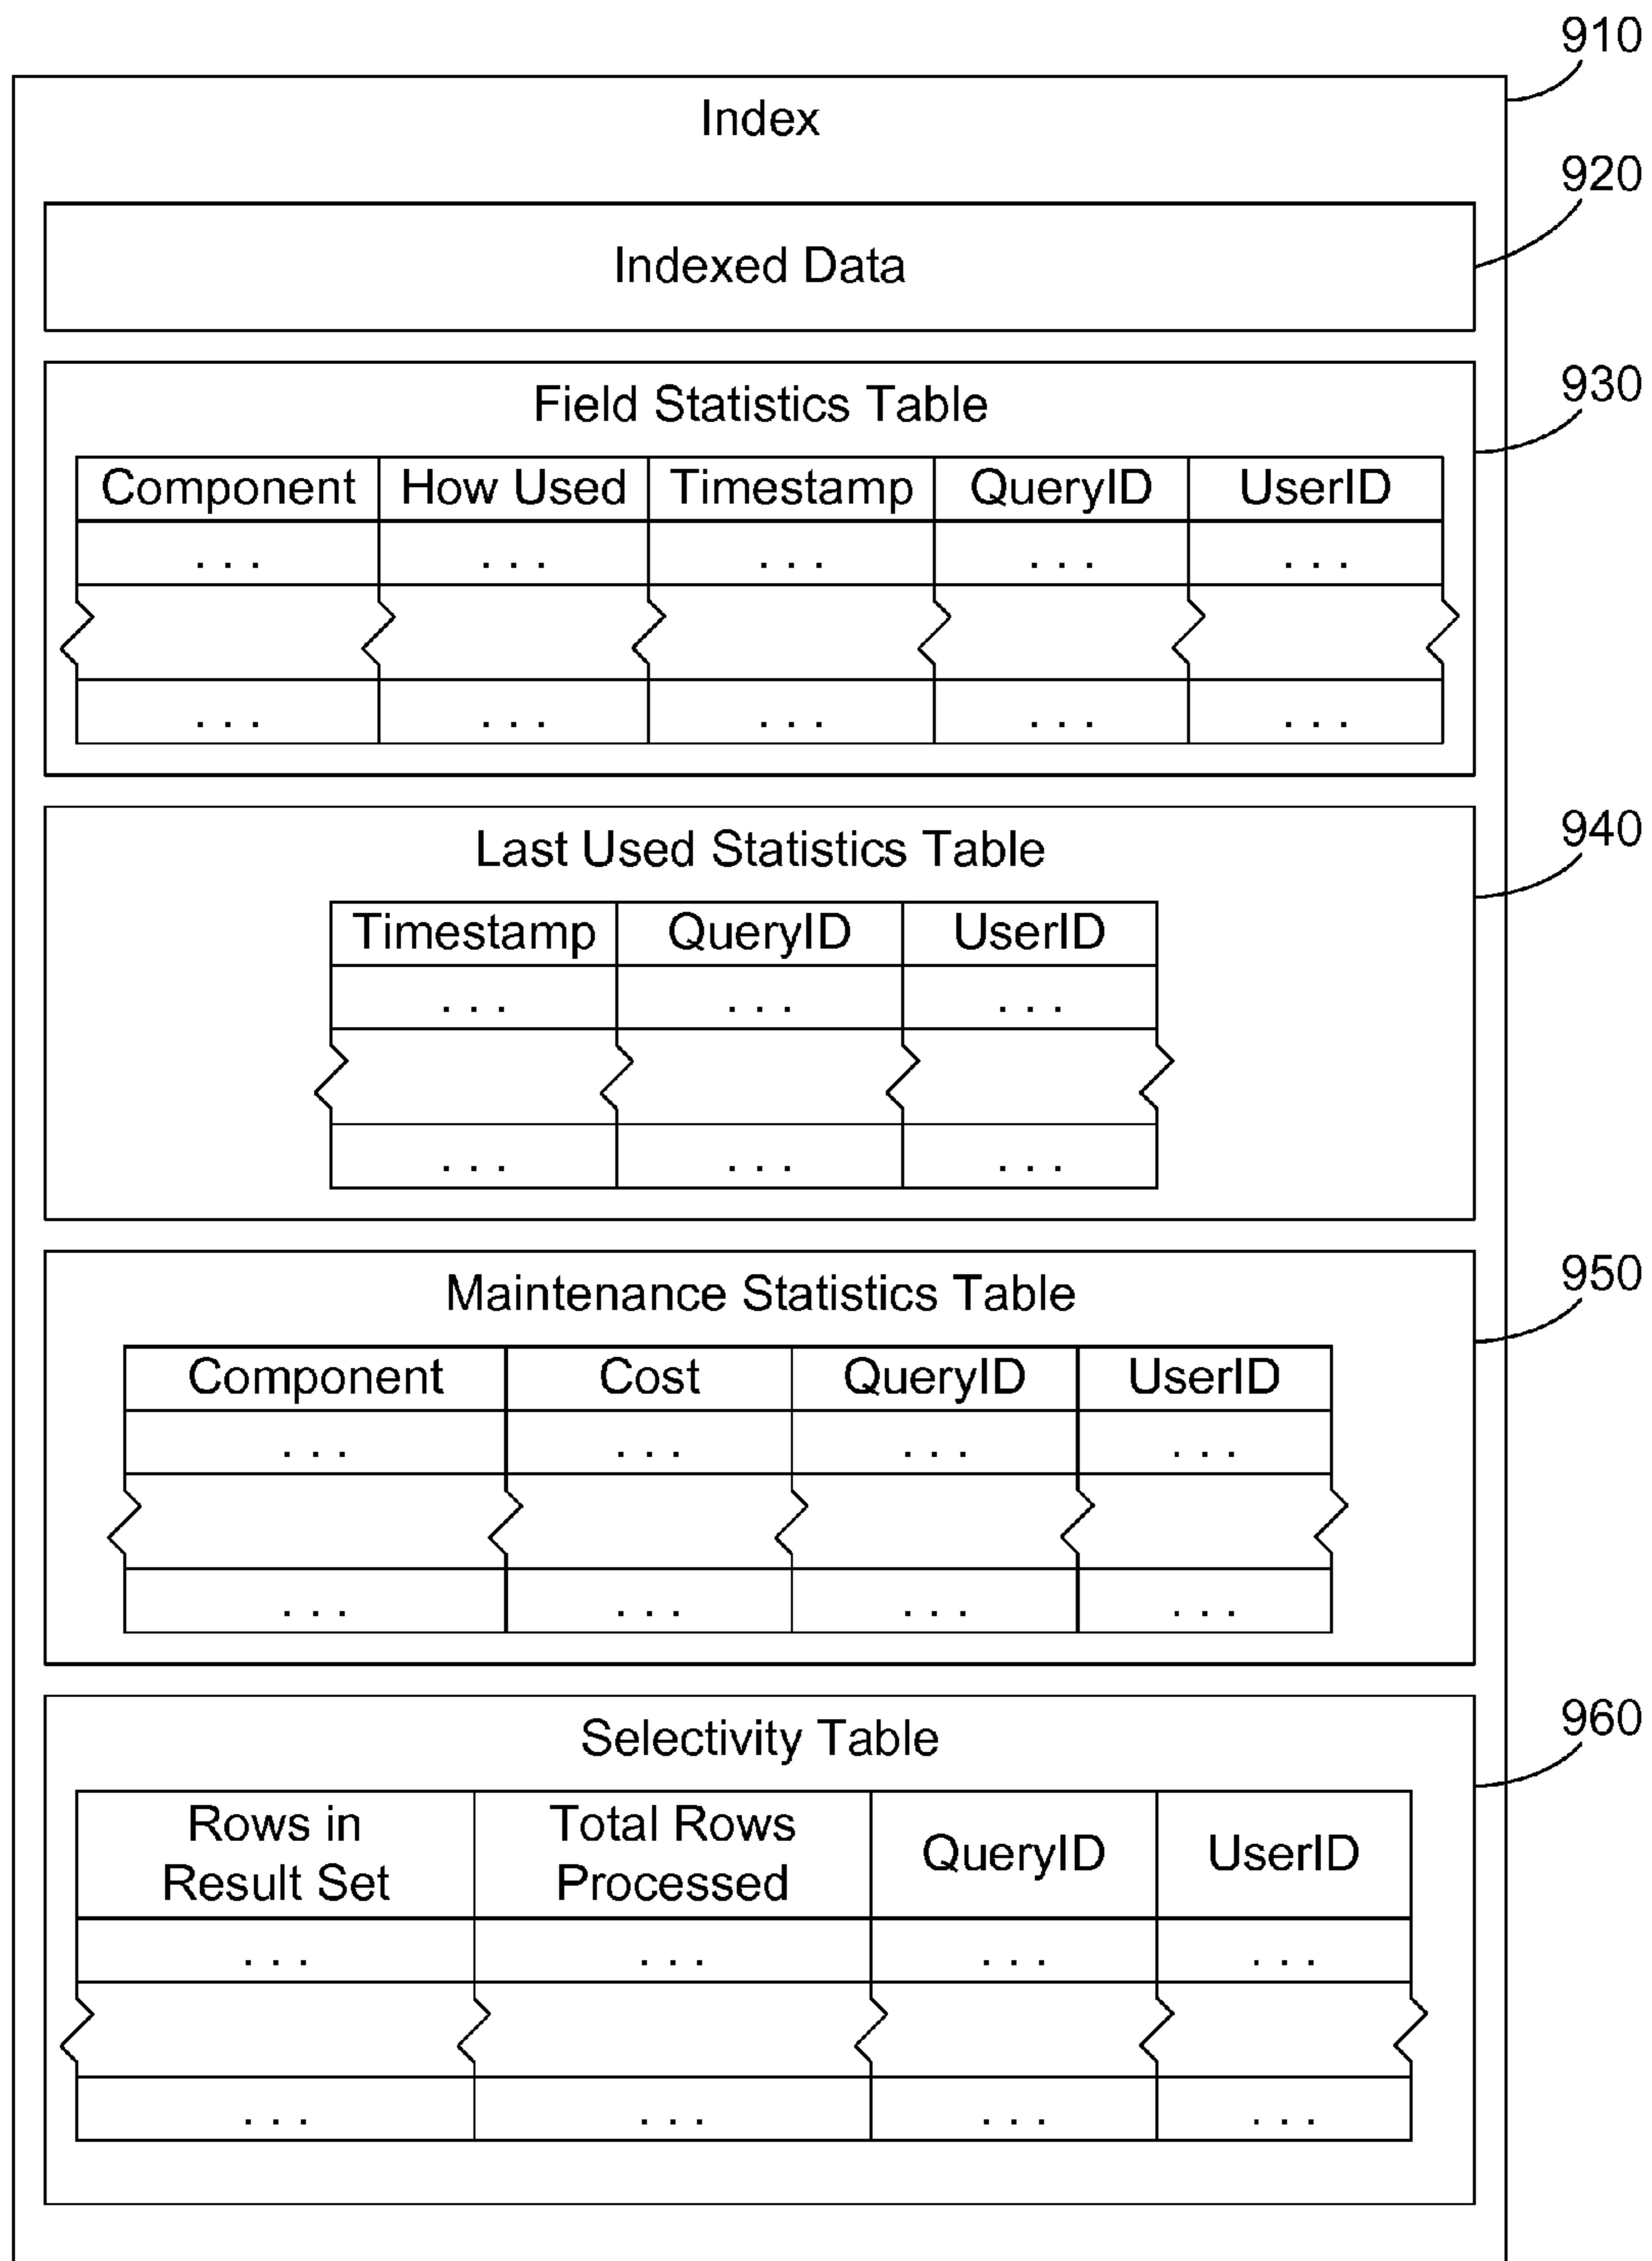 910
Index
920
Indexed Data
930
Field Statistics Table
Component How Used Timestamp QueryID UserID
. . . . . . . . . . . . . . .
. . . . . . . . . . . . . . .
940
Last Used Statistics Table
Timestamp QueryID UserID
. . . . . . . . .
. . . . . . . . .
950
Maintenance Statistics Table
Component Cost QueryID UserID
. . . . . . . . . . . .
. . . . . . . . . . . .
960
Selectivity Table
Rows in Result Set Total Rows Processed QueryID UserID
. . . . . . . . . . . .
. . . . . . . . . . . .